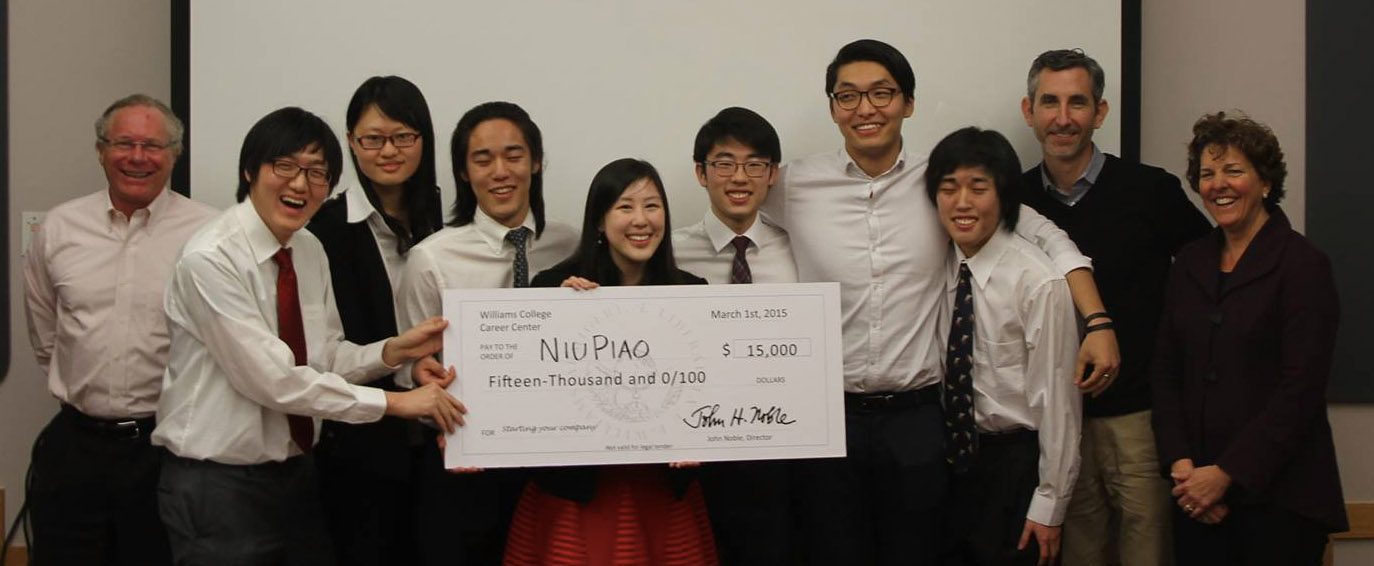 Williams College
Career Center
March 1st, 2015
PAY TO THE
ORDER OF
NIUPIAO
$ 15,000
Fifteen-Thousand and 0/100
DOLLARS
John H. Noble
FOR starting your company
John Noble, Director
Not valid for legal tender